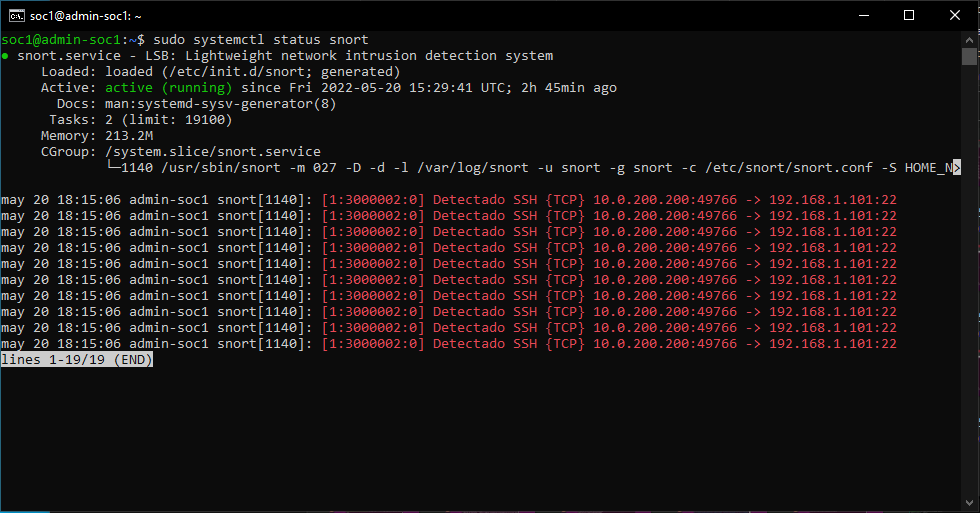 soc1@admin-soc1: ~
soc1@admin-soc1:~$ sudo systemctl status snort
● snort.service - LSB: Lightweight network intrusion detection system
Loaded: loaded (/etc/init.d/snort; generated)
Active: active (running) since Fri 2022-05-20 15:29:41 UTC; 2h 45min ago
Docs: man:systemd-sysv-generator(8)
Tasks: 2 (limit: 19100)
Memory: 213.2M
CGroup: /system.slice/snort.service
└─1140 /usr/sbin/snort -m 027 -D -d -l /var/log/snort -u snort -g snort -c /etc/snort/snort.conf -S HOME_N>
may 20 18:15:06 admin-soc1 snort[1140]: [1:3000002:0] Detectado SSH {TCP} 10.0.200.200:49766 -> 192.168.1.101:22
may 20 18:15:06 admin-soc1 snort[1140]: [1:3000002:0] Detectado SSH {TCP} 10.0.200.200:49766 -> 192.168.1.101:22
may 20 18:15:06 admin-soc1 snort[1140]: [1:3000002:0] Detectado SSH {TCP} 10.0.200.200:49766 -> 192.168.1.101:22
may 20 18:15:06 admin-soc1 snort[1140]: [1:3000002:0] Detectado SSH {TCP} 10.0.200.200:49766 -> 192.168.1.101:22
may 20 18:15:06 admin-soc1 snort[1140]: [1:3000002:0] Detectado SSH {TCP} 10.0.200.200:49766 -> 192.168.1.101:22
may 20 18:15:06 admin-soc1 snort[1140]: [1:3000002:0] Detectado SSH {TCP} 10.0.200.200:49766 -> 192.168.1.101:22
may 20 18:15:06 admin-soc1 snort[1140]: [1:3000002:0] Detectado SSH {TCP} 10.0.200.200:49766 -> 192.168.1.101:22
may 20 18:15:06 admin-soc1 snort[1140]: [1:3000002:0] Detectado SSH {TCP} 10.0.200.200:49766 -> 192.168.1.101:22
may 20 18:15:06 admin-soc1 snort[1140]: [1:3000002:0] Detectado SSH {TCP} 10.0.200.200:49766 -> 192.168.1.101:22
may 20 18:15:06 admin-soc1 snort[1140]: [1:3000002:0] Detectado SSH {TCP} 10.0.200.200:49766 -> 192.168.1.101:22
lines 1-19/19 (END)